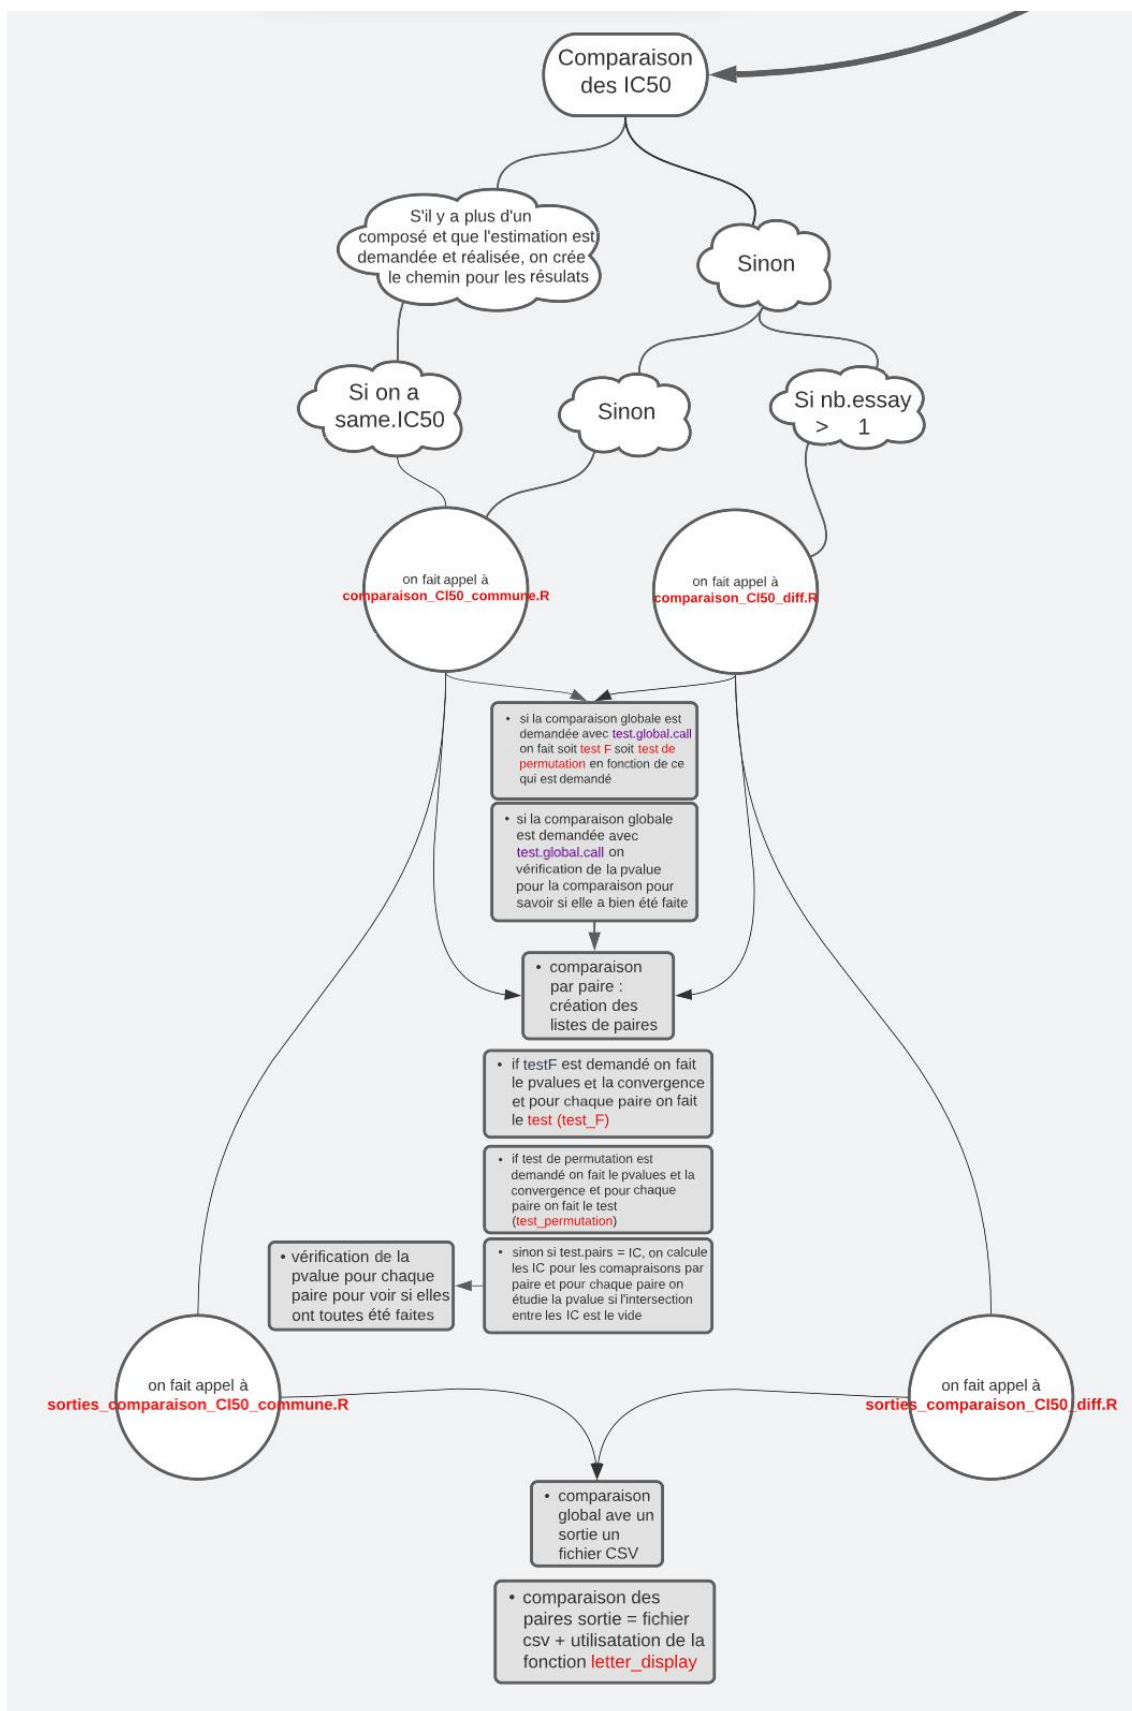 Comparaison
des IC50
S'il y a plus d'un
composé et que l'estimation est
demandée et réalisée, on crée
le chemin pour les résulats
Sinon
Si on a
same.IC50
Sinon
Si nb.essay
> 1
on fait appel à
comparaison_CI50_commune.R
on fait appel à
comparaison_CI50_diff.R
• si la comparaison globale est
demandée avec test.global.call
on fait soit test F soit test de
permutation en fonction de ce
qui est demandé
• si la comparaison globale
est demandée avec
test.global.call on
vérification de la pvalue
pour la comparaison pour
savoir si elle a bien été faite
• comparaison
par paire :
création des
listes de paires
• if testF est demandé on fait
le pvalues et la convergence
et pour chaque paire on fait
le test (test_F)
• if test de permutation est
demandé on fait le pvalues et la
convergence et pour chaque
paire on fait le test
(test_permutation)
• sinon si test.pairs = IC, on calcule
les IC pour les comapraisons par
paire et pour chaque paire on
étudie la pvalue si l'intersection
entre les IC est le vide
• vérification de la
pvalue pour chaque
paire pour voir si elles
ont toutes été faites
on fait appel à
sorties_comparaison_CI50_commune.R
on fait appel à
sorties_comparaison_CI50_diff.R
• comparaison
global ave un
sortie un
fichier CSV
• comparaison des
paires sortie = fichier
csv + utilisatation de la
fonction letter_display